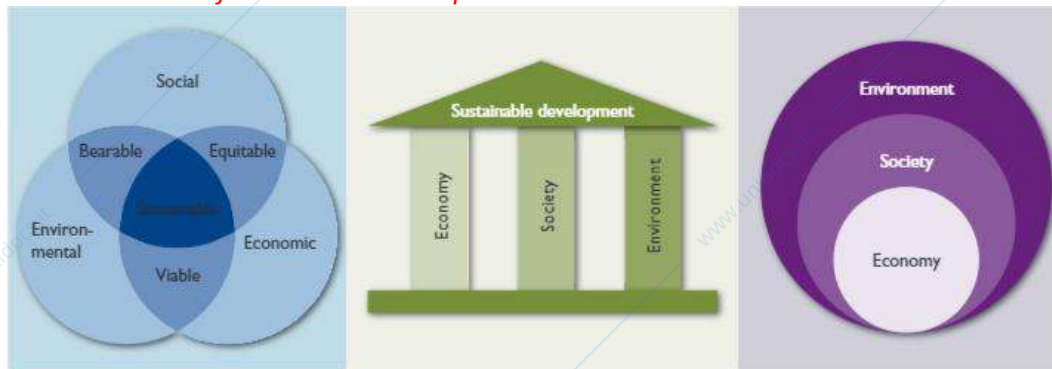 Social
Bearable
Equitable
Sustainable
Environ-
mental
Economic
Viable
Sustainable development
Economy
Society
Environment
Environment
Society
Economy